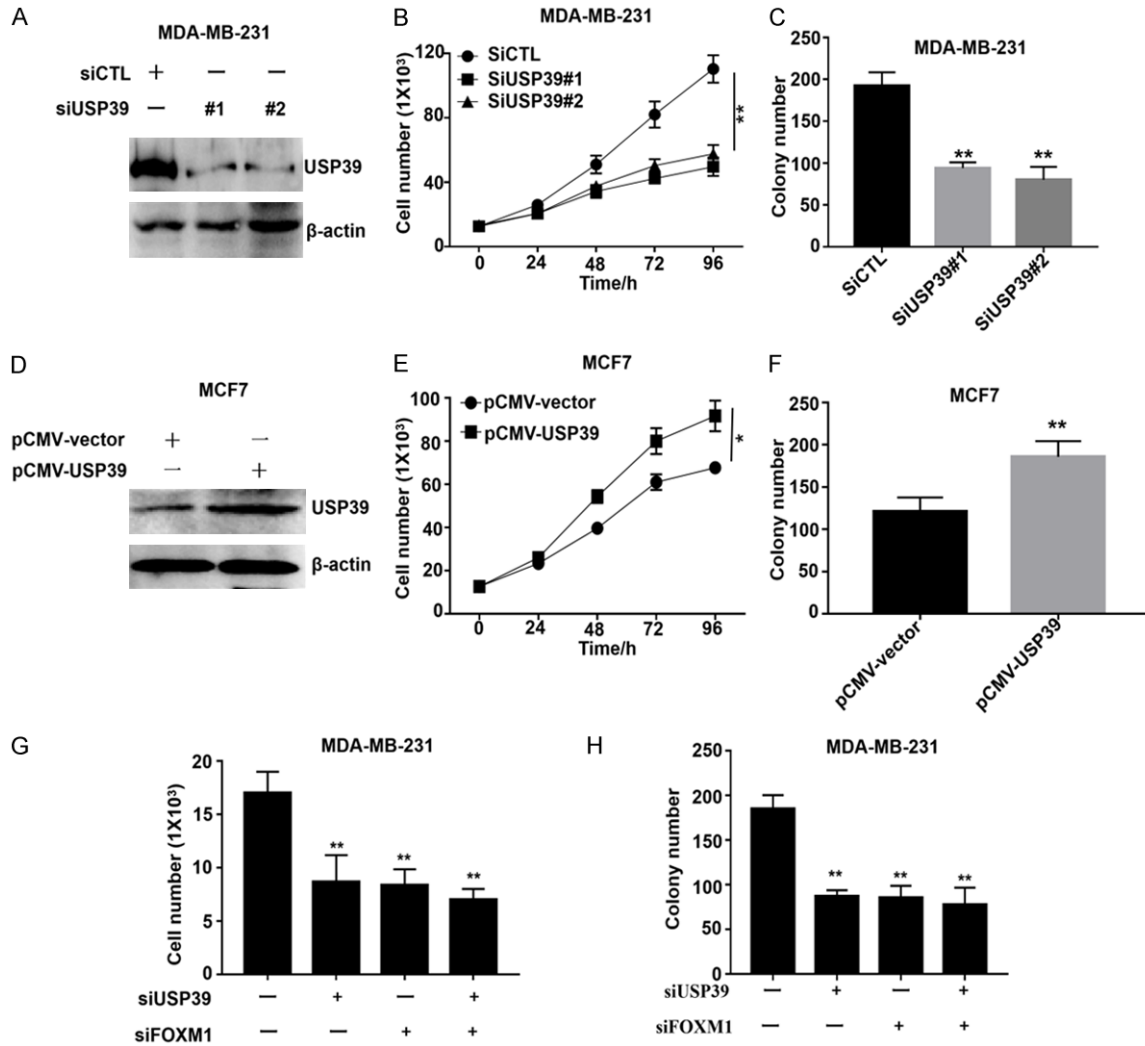 A
MDA-MB-231
siCTL + — —
siUSP39 — #1 #2
USP39
β-actin
B
MDA-MB-231
SiCTL
SiUSP39#1
SiUSP39#2
Cell number (1X10³)
120
80
40
0
**
0 24 48 72 96
Time/h
C
MDA-MB-231
Colony number
250
200
150
100
50
0
** **
SiCTL SiUSP39#1 SiUSP39#2
D
MCF7
pCMV-vector + —
pCMV-USP39 — +
USP39
β-actin
E
MCF7
pCMV-vector
pCMV-USP39
Cell number (1X10³)
100
80
60
40
20
0
*
0 24 48 72 96
Time/h
F
MCF7
Colony number
250
200
150
100
50
0
**
pCMV-vector pCMV-USP39
G
MDA-MB-231
Cell number (1X10³)
20
15
10
5
0
** ** **
siUSP39 — + — +
siFOXM1 — — + +
H
MDA-MB-231
Colony number
250
200
150
100
50
0
** ** **
siUSP39 — + — +
siFOXM1 — — + +